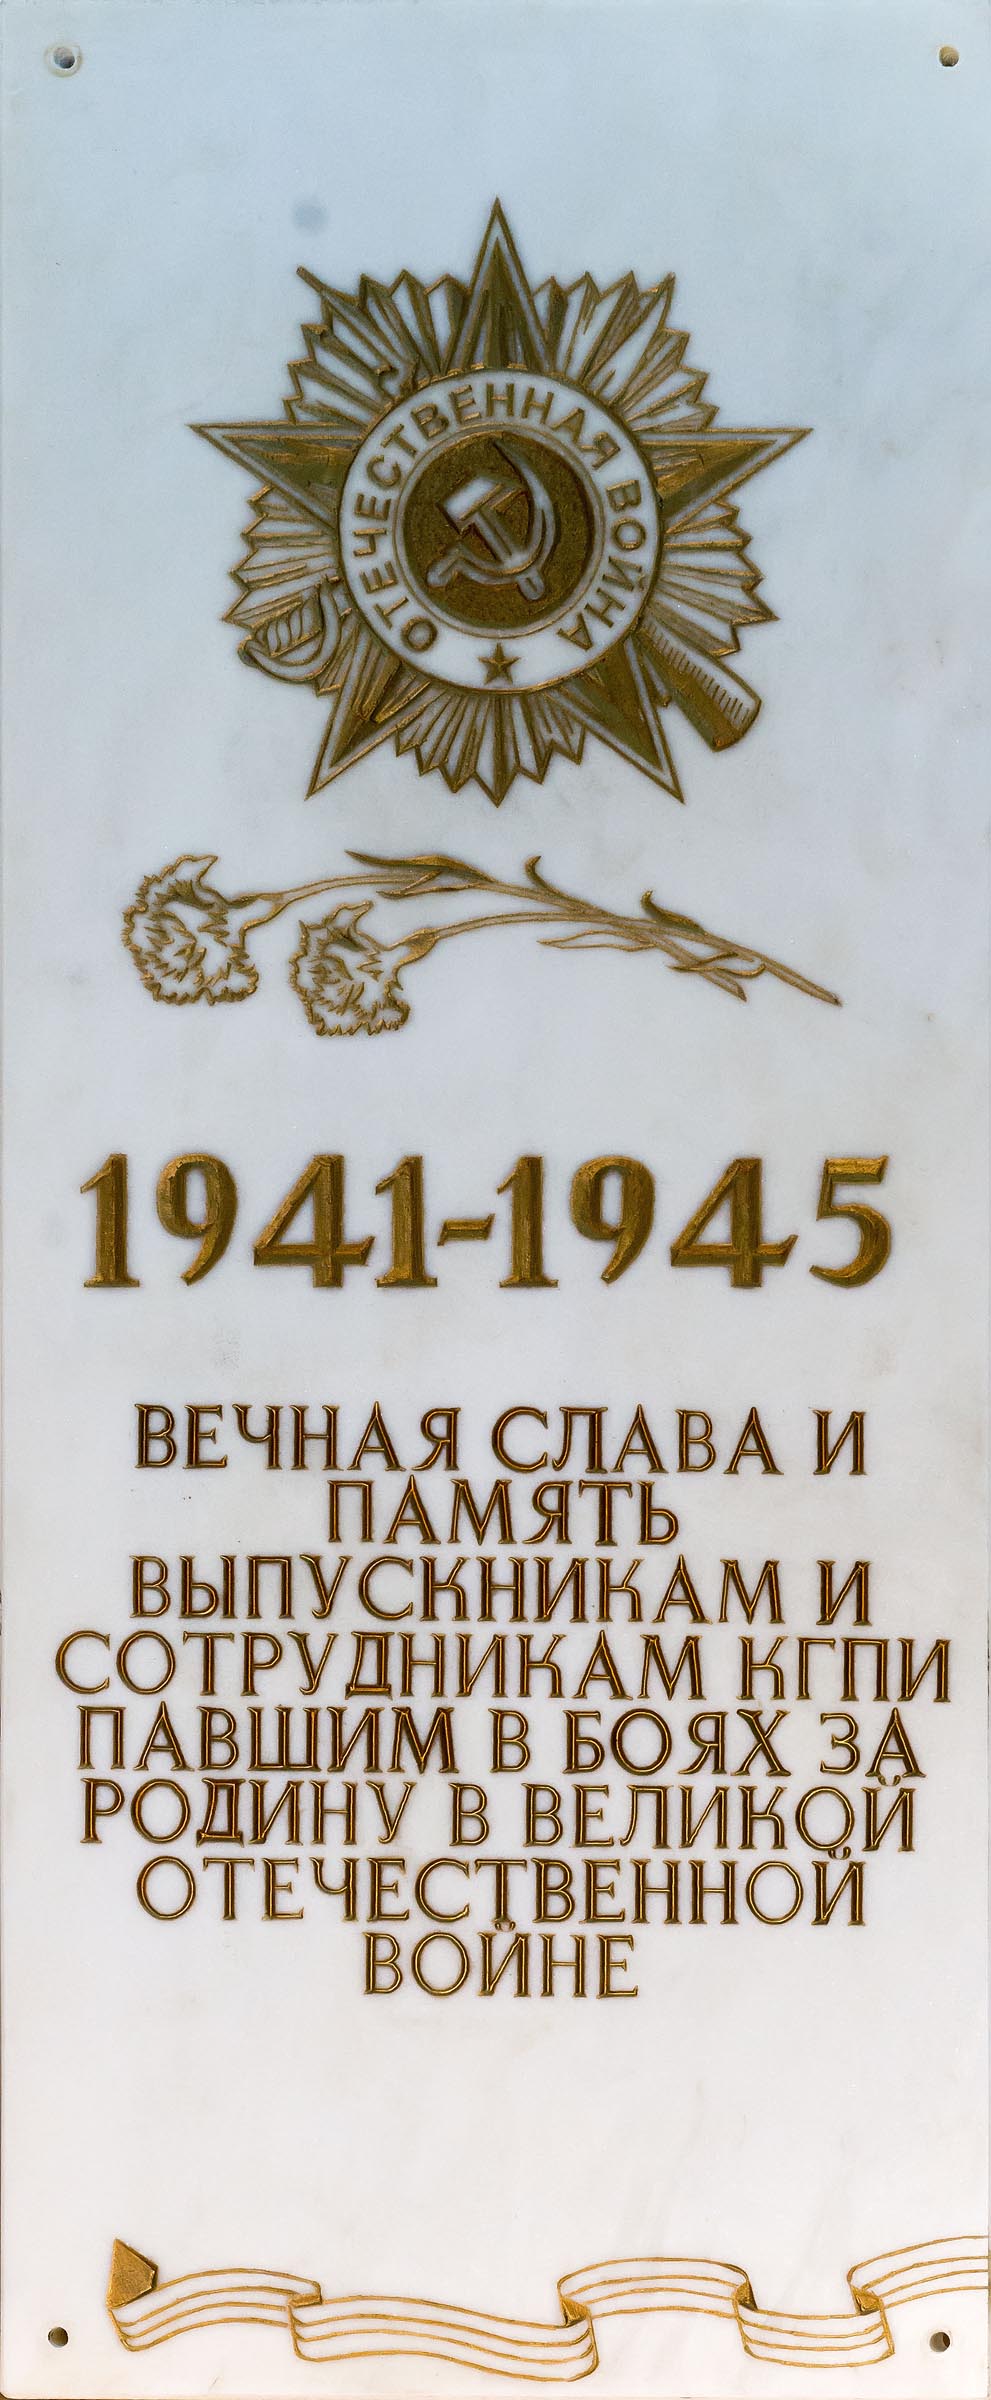 ОТЕЧЕСТВЕННАЯ ВОЙНА
1941-1945
ВЕЧНАЯ СЛАВА И
ПАМЯТЬ
ВЫПУСКНИКАМ И
СОТРУДНИКАМ КГПИ
ПАВШИМ В БОЯХ ЗА
РОДИНУ В ВЕЛИКОЙ
ОТЕЧЕСТВЕННОЙ
ВОЙНЕ